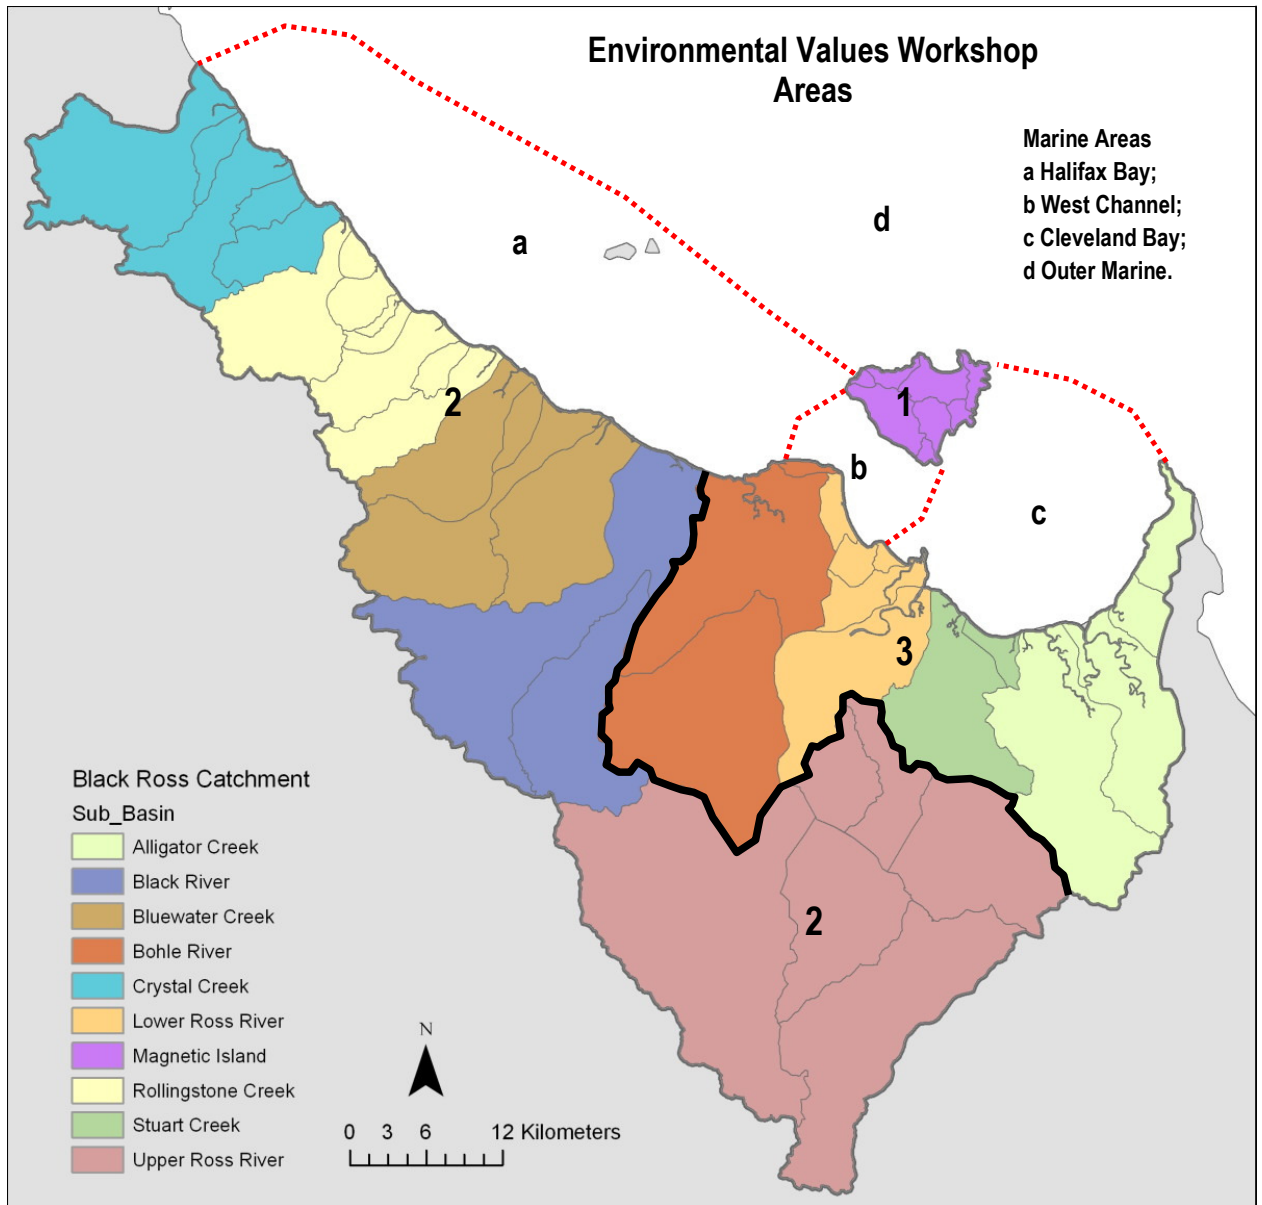 Environmental Values Workshop
Areas
Marine Areas
a Halifax Bay;
b West Channel;
c Cleveland Bay;
d Outer Marine.
a
d
1
2
b
c
3
2
Black Ross Catchment
Sub_Basin
Alligator Creek
Black River
Bluewater Creek
Bohle River
Crystal Creek
Lower Ross River
Magnetic Island
Rollingstone Creek
Stuart Creek
Upper Ross River
N
0 3 6 12 Kilometers